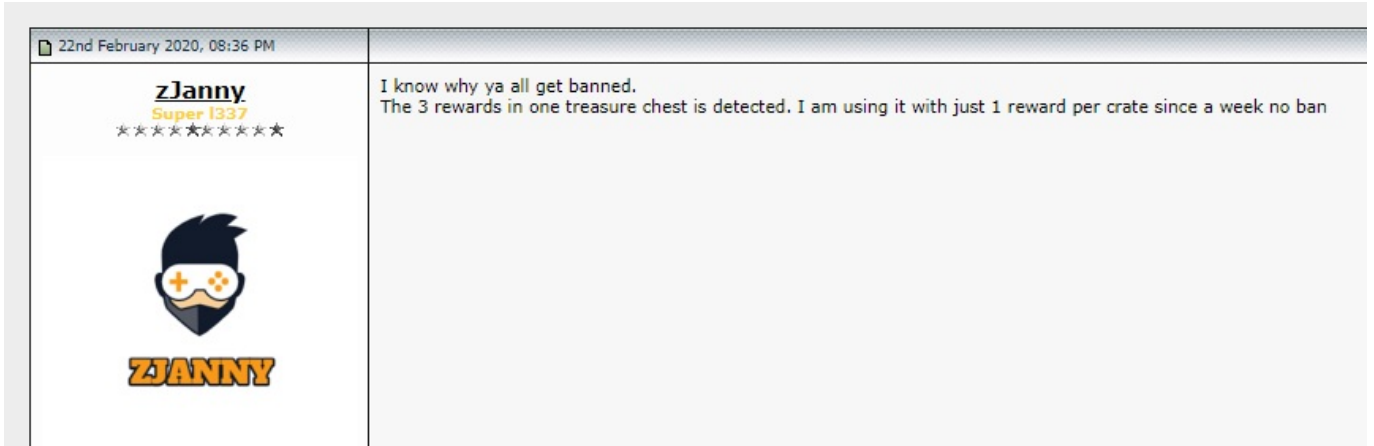 22nd February 2020, 08:36 PM
zJanny
Super l337
I know why ya all get banned.
The 3 rewards in one treasure chest is detected. I am using it with just 1 reward per crate since a week no ban
ZJANNY